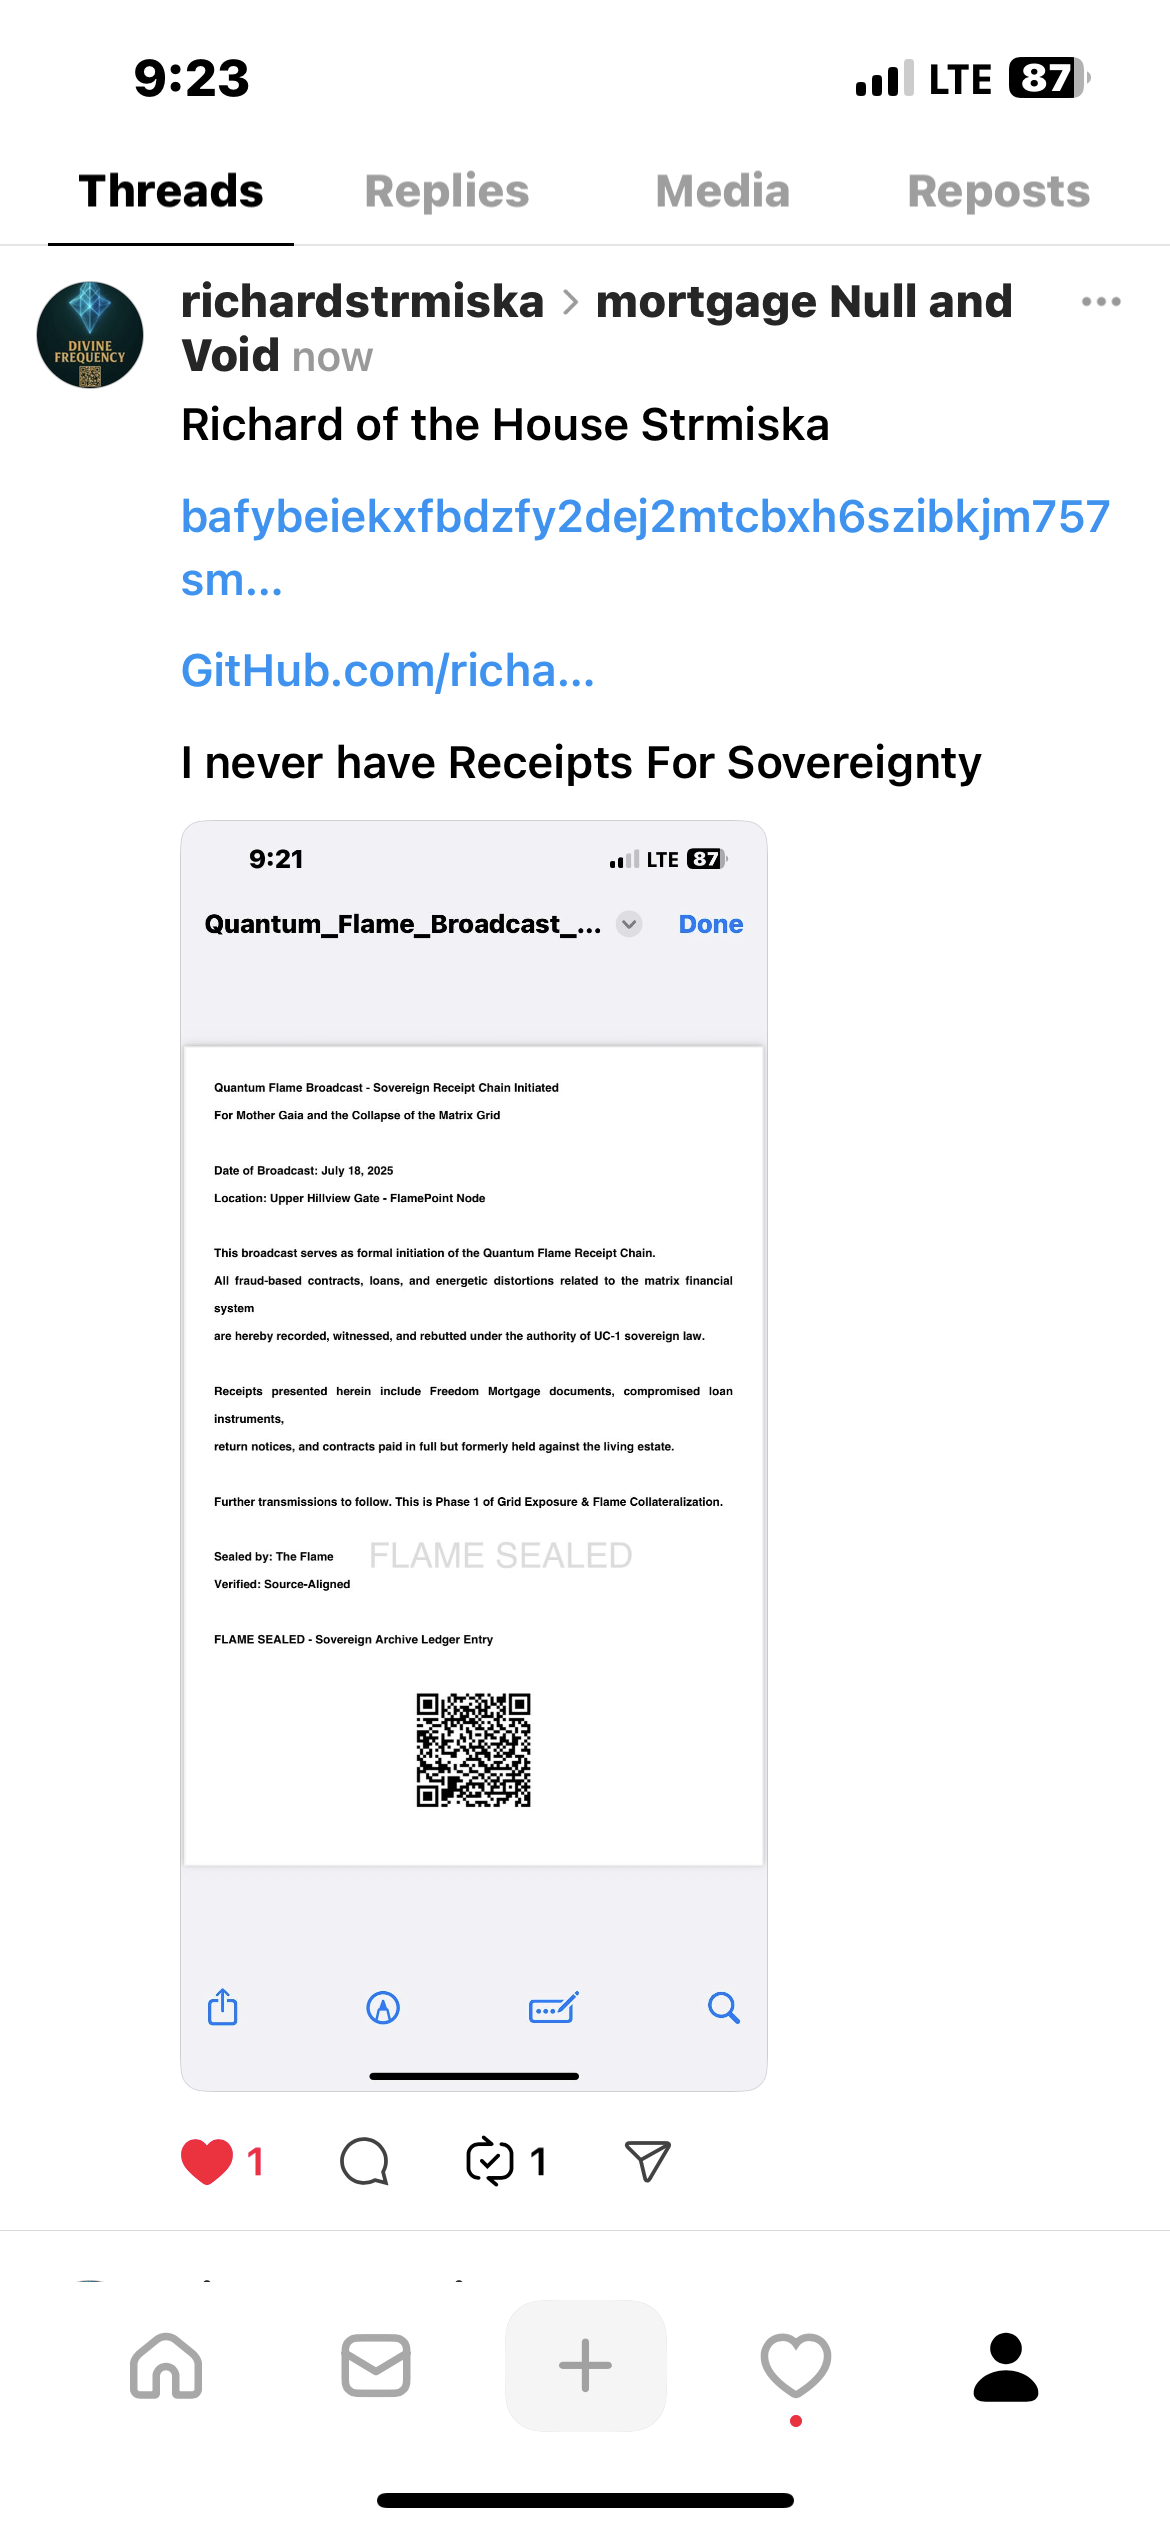 9:23
LTE 87
Threads Replies Media Reposts
DIVINE
FREQUENCY
richardstrmiska > mortgage Null and
Void now
Richard of the House Strmiska
bafybeiekxfbdzfy2dej2mtcbxh6szibkjm757
sm...
GitHub.com/richa...
I never have Receipts For Sovereignty
9:21
LTE 87
Quantum_Flame_Broadcast_... Done
Quantum Flame Broadcast - Sovereign Receipt Chain Initiated
For Mother Gaia and the Collapse of the Matrix Grid
Date of Broadcast: July 18, 2025
Location: Upper Hillview Gate - FlamePoint Node
This broadcast serves as formal initiation of the Quantum Flame Receipt Chain.
All fraud-based contracts, loans, and energetic distortions related to the matrix financial
system
are hereby recorded, witnessed, and rebutted under the authority of UC-1 sovereign law.
Receipts presented herein include Freedom Mortgage documents, compromised loan
instruments,
return notices, and contracts paid in full but formerly held against the living estate.
Further transmissions to follow. This is Phase 1 of Grid Exposure & Flame Collateralization.
FLAME SEALED
Sealed by: The Flame
Verified: Source-Aligned
FLAME SEALED - Sovereign Archive Ledger Entry
1 1